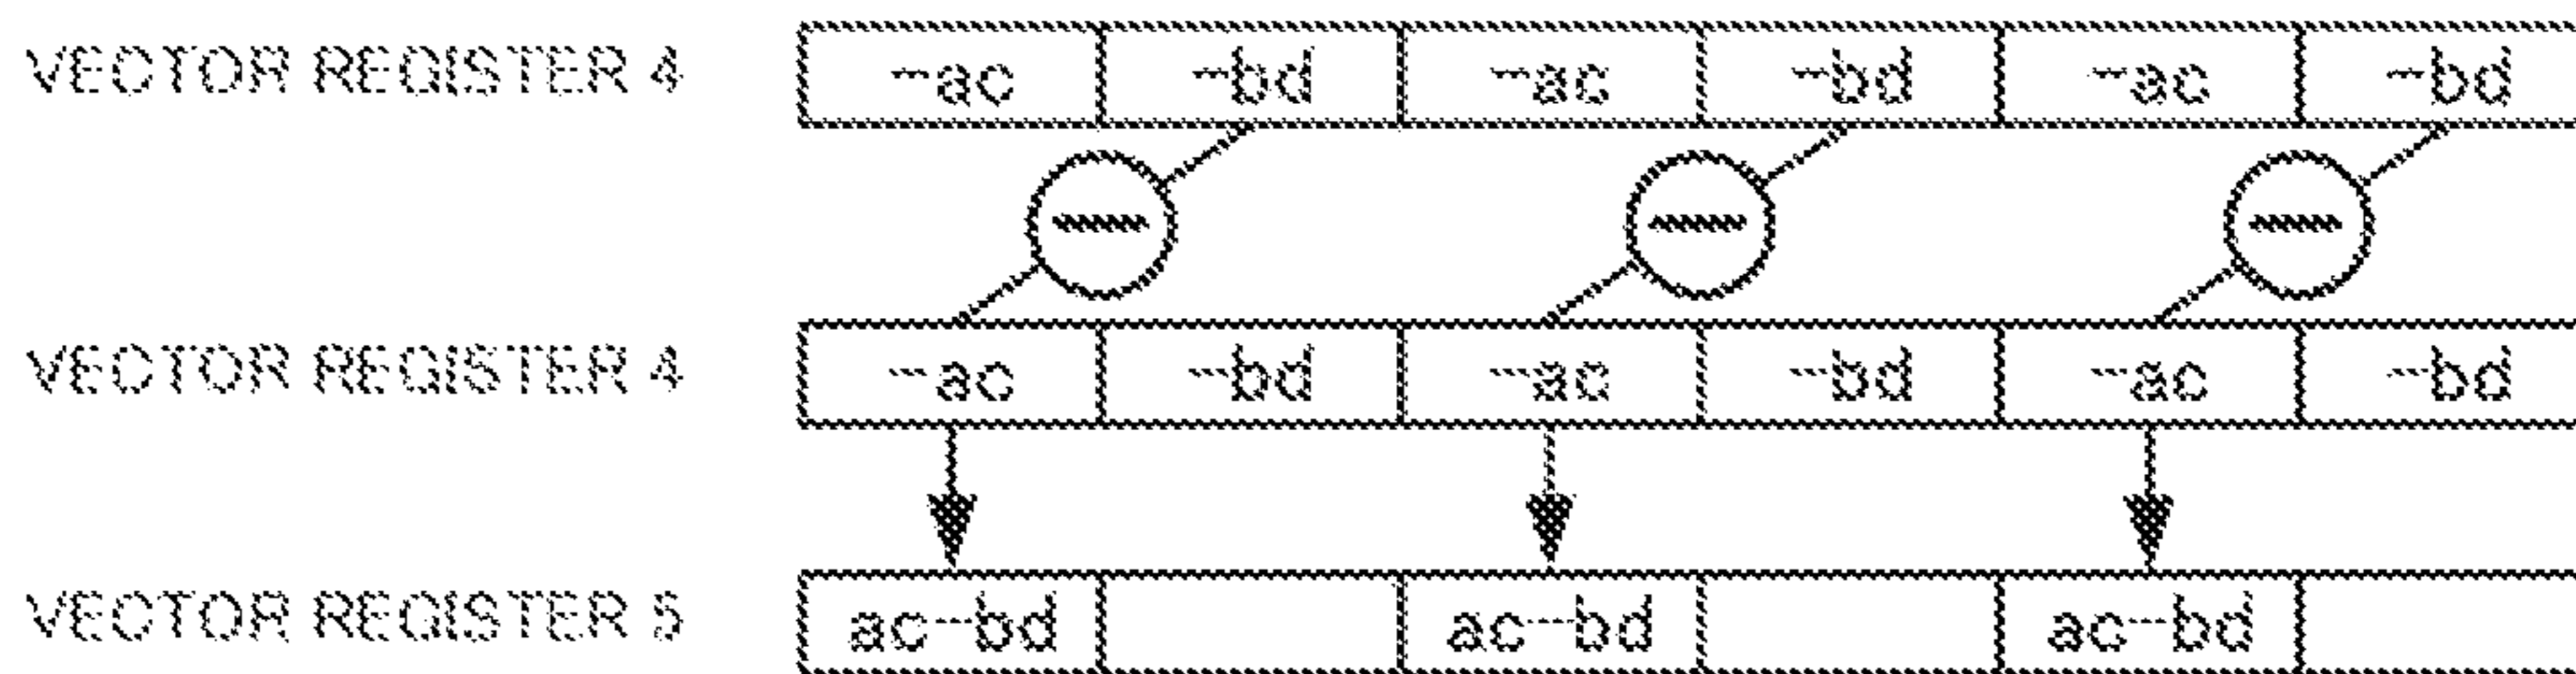 VECTOR REGISTER 4 -ac -bd -ac -bd -ac -bd
VECTOR REGISTER 4 -ac -bd -ac -bd -ac -bd
VECTOR REGISTER 5 ac-bd ac-bd ac-bd